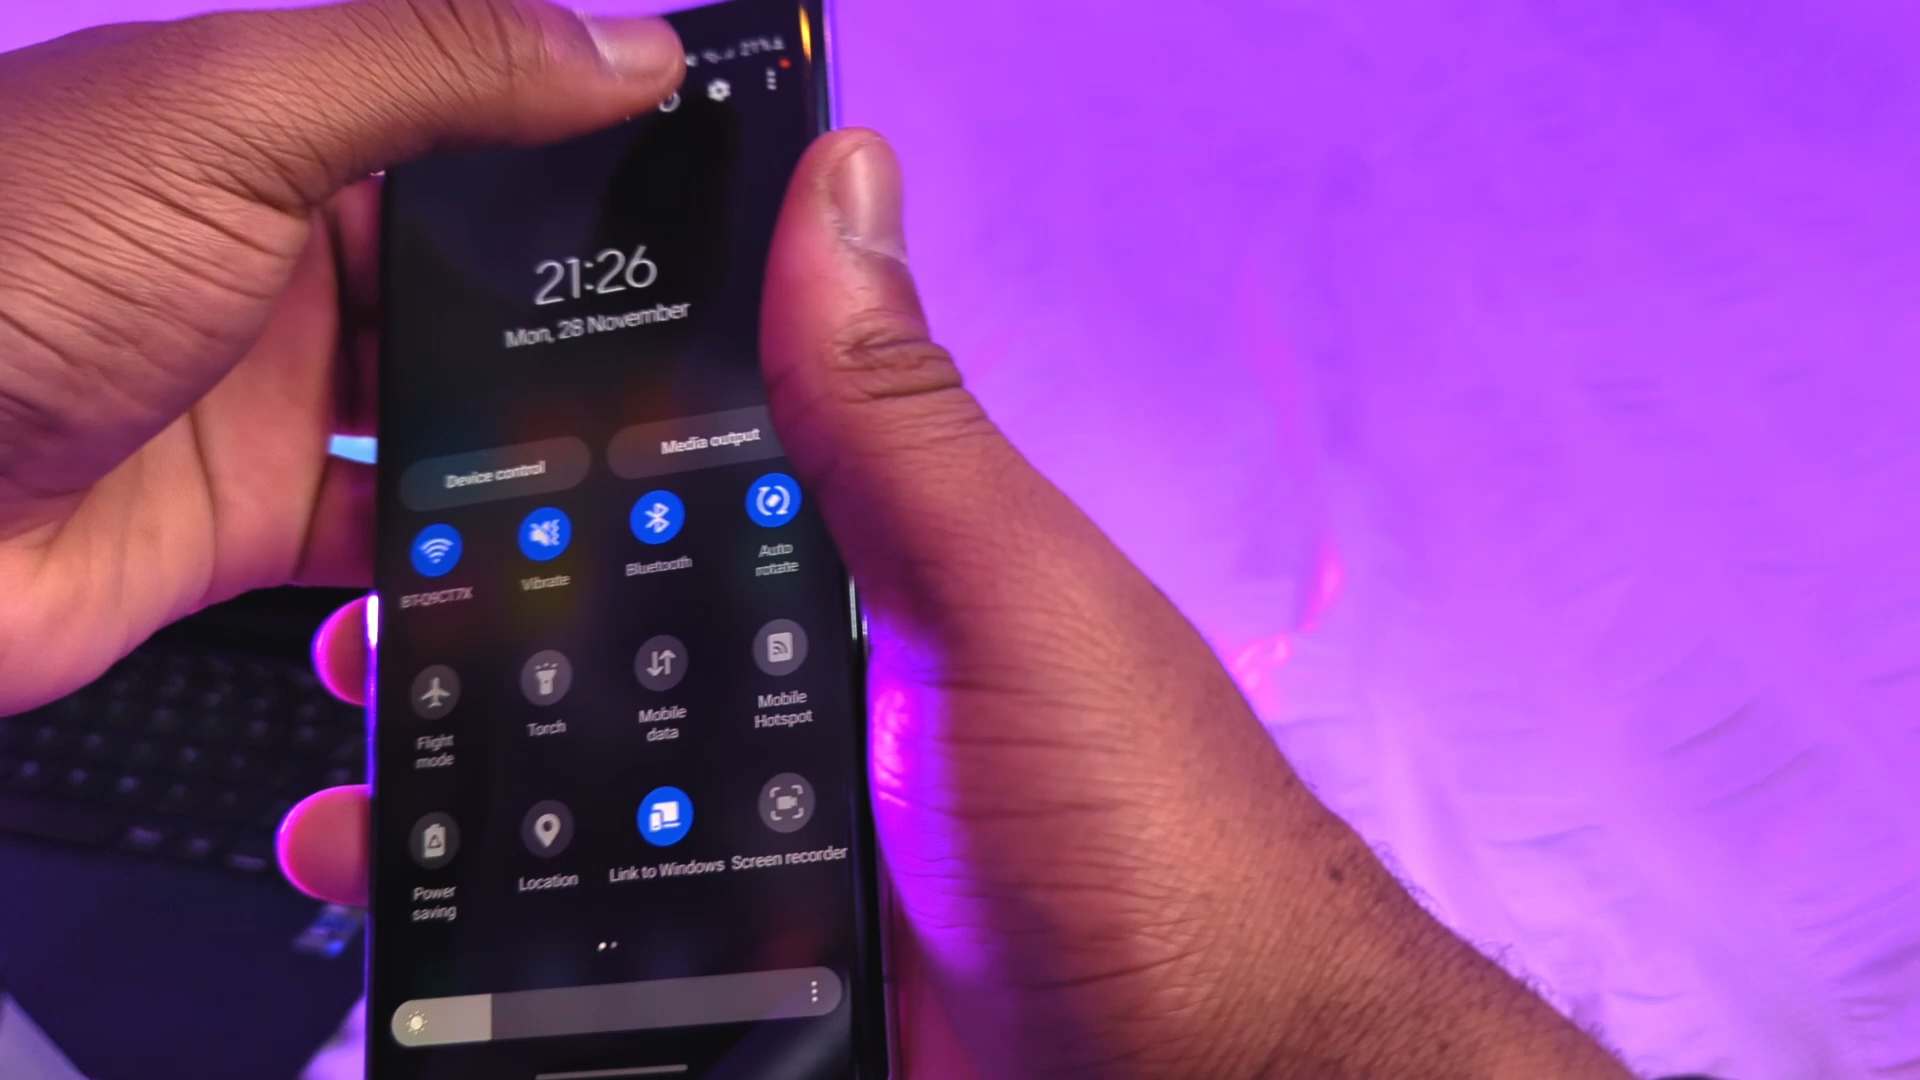 21:26
Mon, 28 November
Device control
Media output
Vibrate
Bluetooth
Auto
rotate
Flight
mode
Torch
Mobile
data
Mobile
Hotspot
Power
saving
Location
Link to Windows
Screen recorder